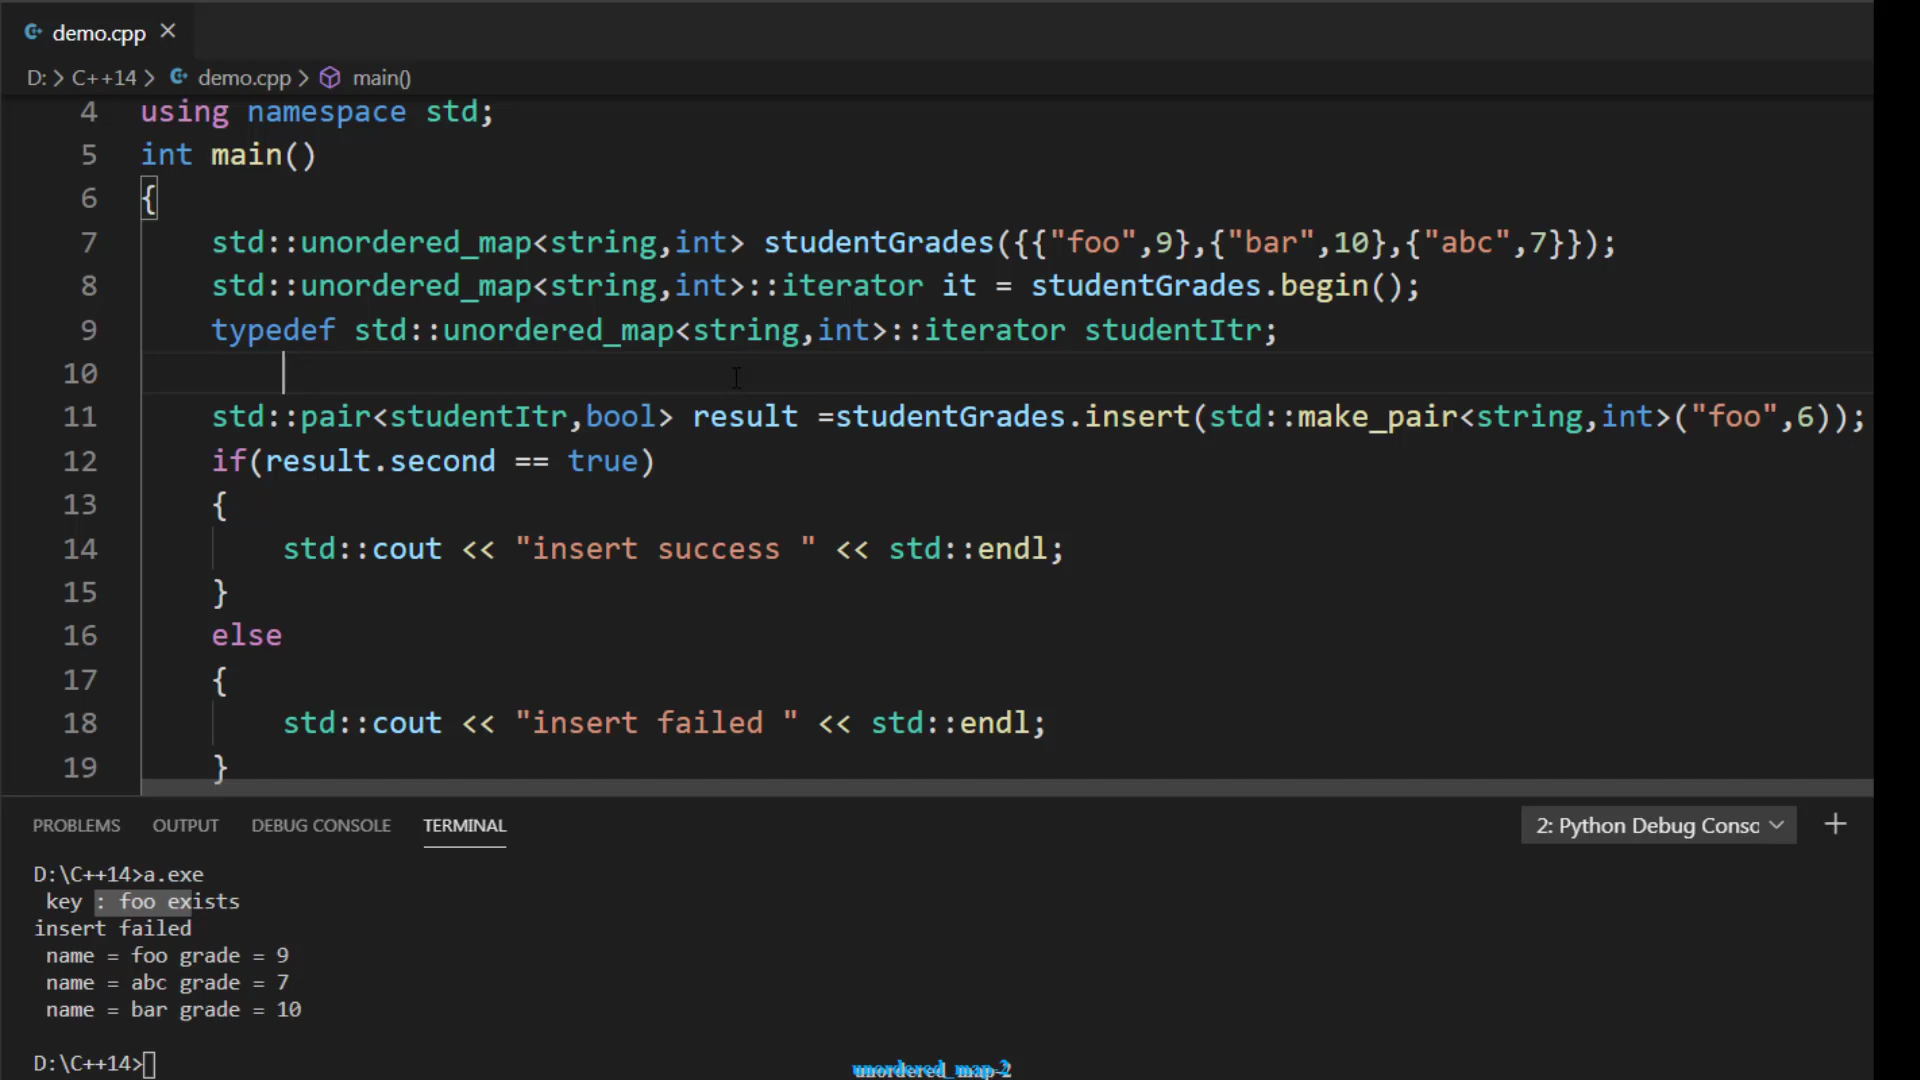 demo.cpp
D: > C++14 > demo.cpp > main()
4 using namespace std;
5 int main()
6 {
7 std::unordered_map<string,int> studentGrades({{"foo",9},{"bar",10},{"abc",7}});
8 std::unordered_map<string,int>::iterator it = studentGrades.begin();
9 typedef std::unordered_map<string,int>::iterator studentItr;
10
11 std::pair<studentItr,bool> result =studentGrades.insert(std::make_pair<string,int>("foo",6));
12 if(result.second == true)
13 {
14 std::cout << "insert success " << std::endl;
15 }
16 else
17 {
18 std::cout << "insert failed " << std::endl;
19 }
PROBLEMS OUTPUT DEBUG CONSOLE TERMINAL 2: Python Debug Consc
D:\C++14>a.exe
key : foo exists
insert failed
name = foo grade = 9
name = abc grade = 7
name = bar grade = 10
D:\C++14>
unordered_map-2